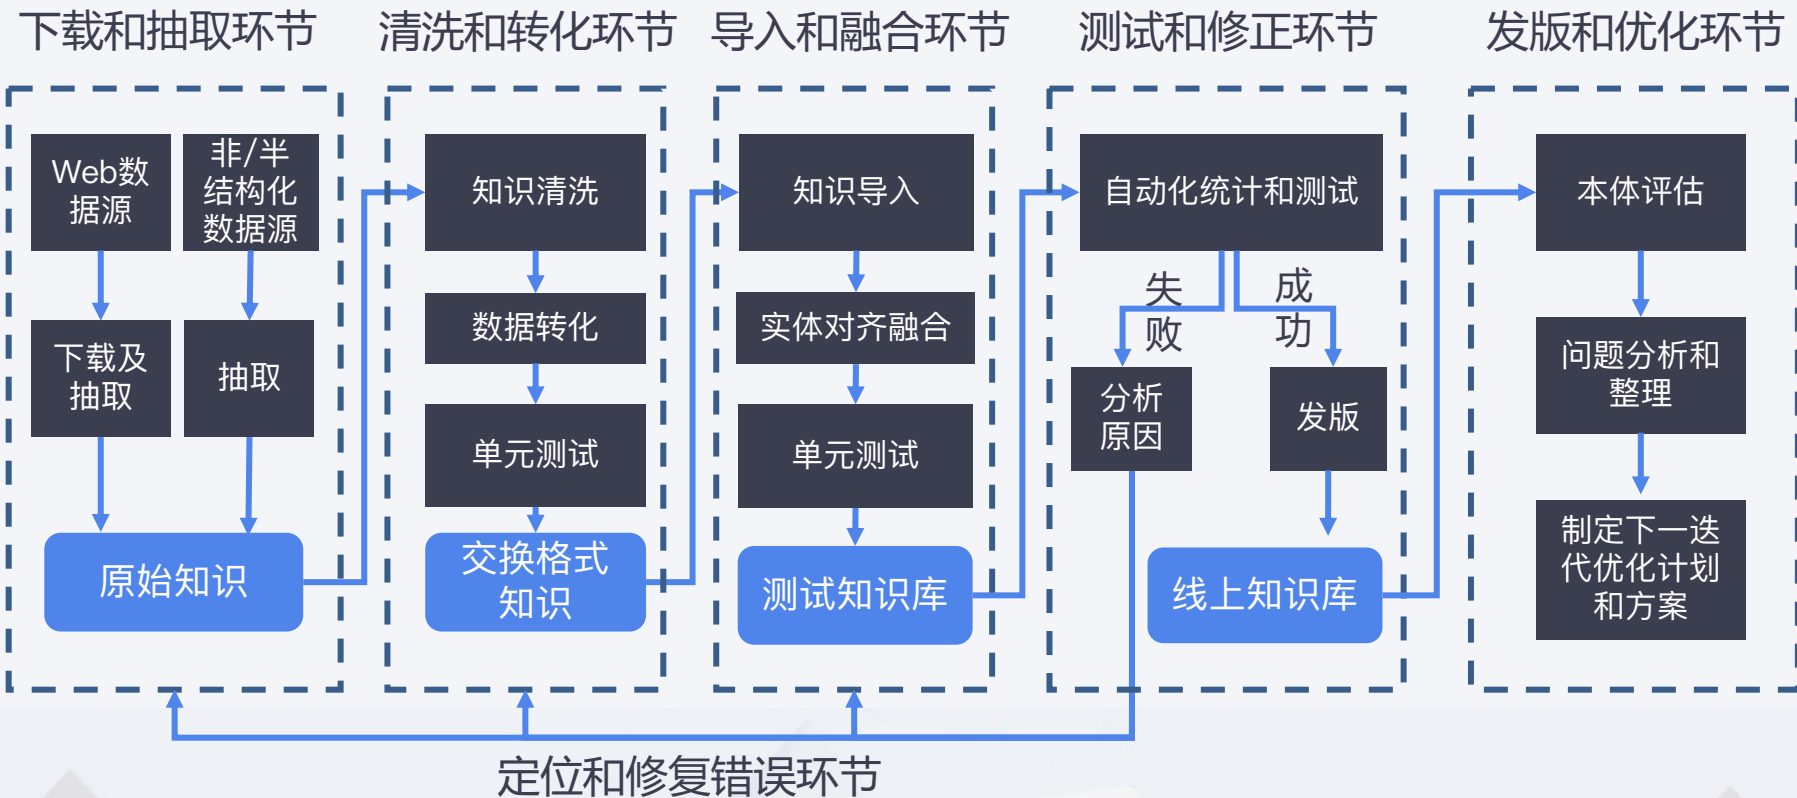 下载和抽取环节
清洗和转化环节
导入和融合环节
测试和修正环节
发版和优化环节
Web数
据源
非/半
结构化
数据源
下载及
抽取
抽取
原始知识
知识清洗
数据转化
单元测试
交换格式
知识
知识导入
实体对齐融合
单元测试
测试知识库
自动化统计和测试
失
败
成
功
分析
原因
发版
线上知识库
本体评估
问题分析和
整理
制定下一迭
代优化计划
和方案
定位和修复错误环节